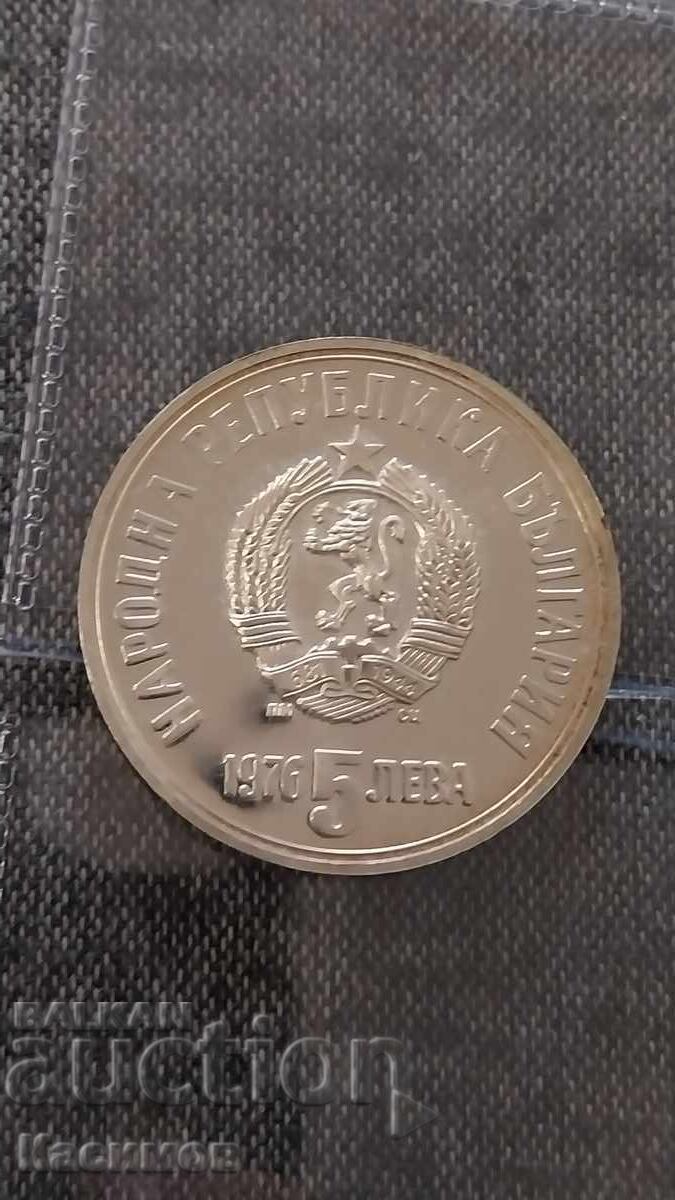 НАРОДНА РЕПУБЛИКА БЪЛГАРИЯ
681 1944
1976 5 ЛЕВА
BALKAN
auction
Касимов